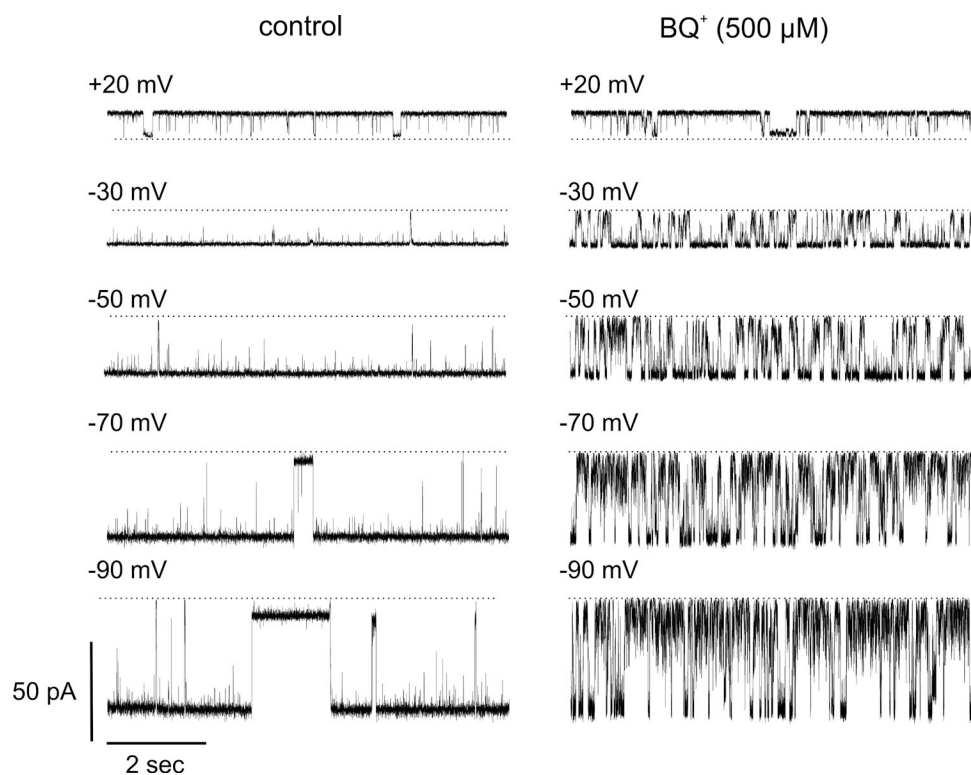 control
BQ⁺ (500 µM)
+20 mV
+20 mV
-30 mV
-30 mV
-50 mV
-50 mV
-70 mV
-70 mV
-90 mV
-90 mV
50 pA
2 sec